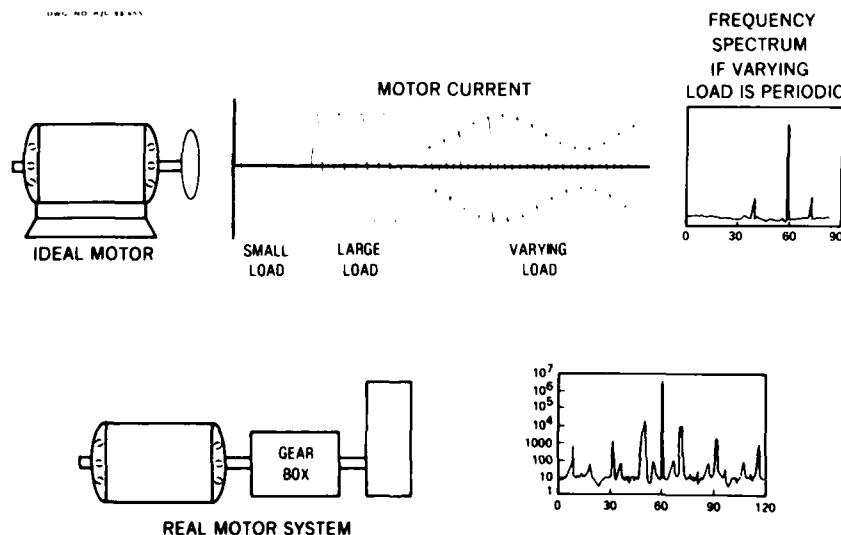 FREQUENCY
SPECTRUM
IF VARYING
LOAD IS PERIODIC
MOTOR CURRENT
IDEAL MOTOR
SMALL
LOAD
LARGE
LOAD
VARYING
LOAD
0 30 60 90
GEAR
BOX
REAL MOTOR SYSTEM
10⁷
10⁶
10⁵
10⁴
1000
100
10
1
0 30 60 90 120